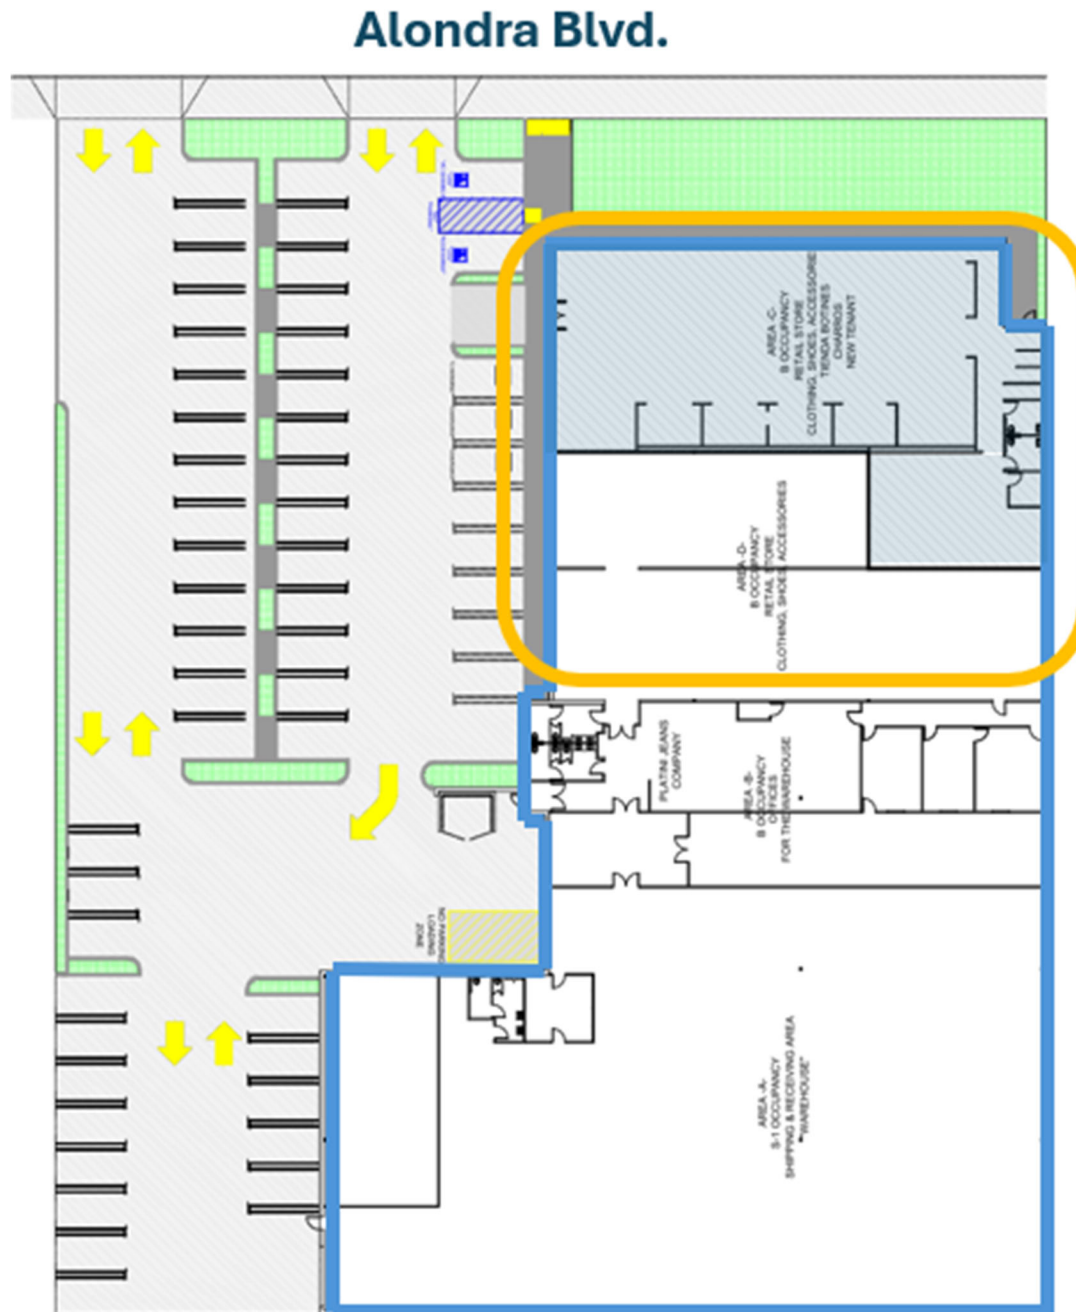 Alondra Blvd.
AREA -C-
B OCCUPANCY
RETAIL STORE
CLOTHING, SHOES, ACCESSORIE
TIENDA BOTINES
CHARROS
NEW TENANT
AREA -D-
B OCCUPANCY
RETAIL STORE
CLOTHING, SHOES, ACCESSORIES
PLATINI JEANS
COMPANY
AREA -B-
B OCCUPANCY
OFFICES
FOR THE WAREHOUSE
NO PARKING
LOADING
ZONE
AREA -A-
S-1 OCCUPANCY
SHIPPING & RECEIVING AREA
"WAREHOUSE"